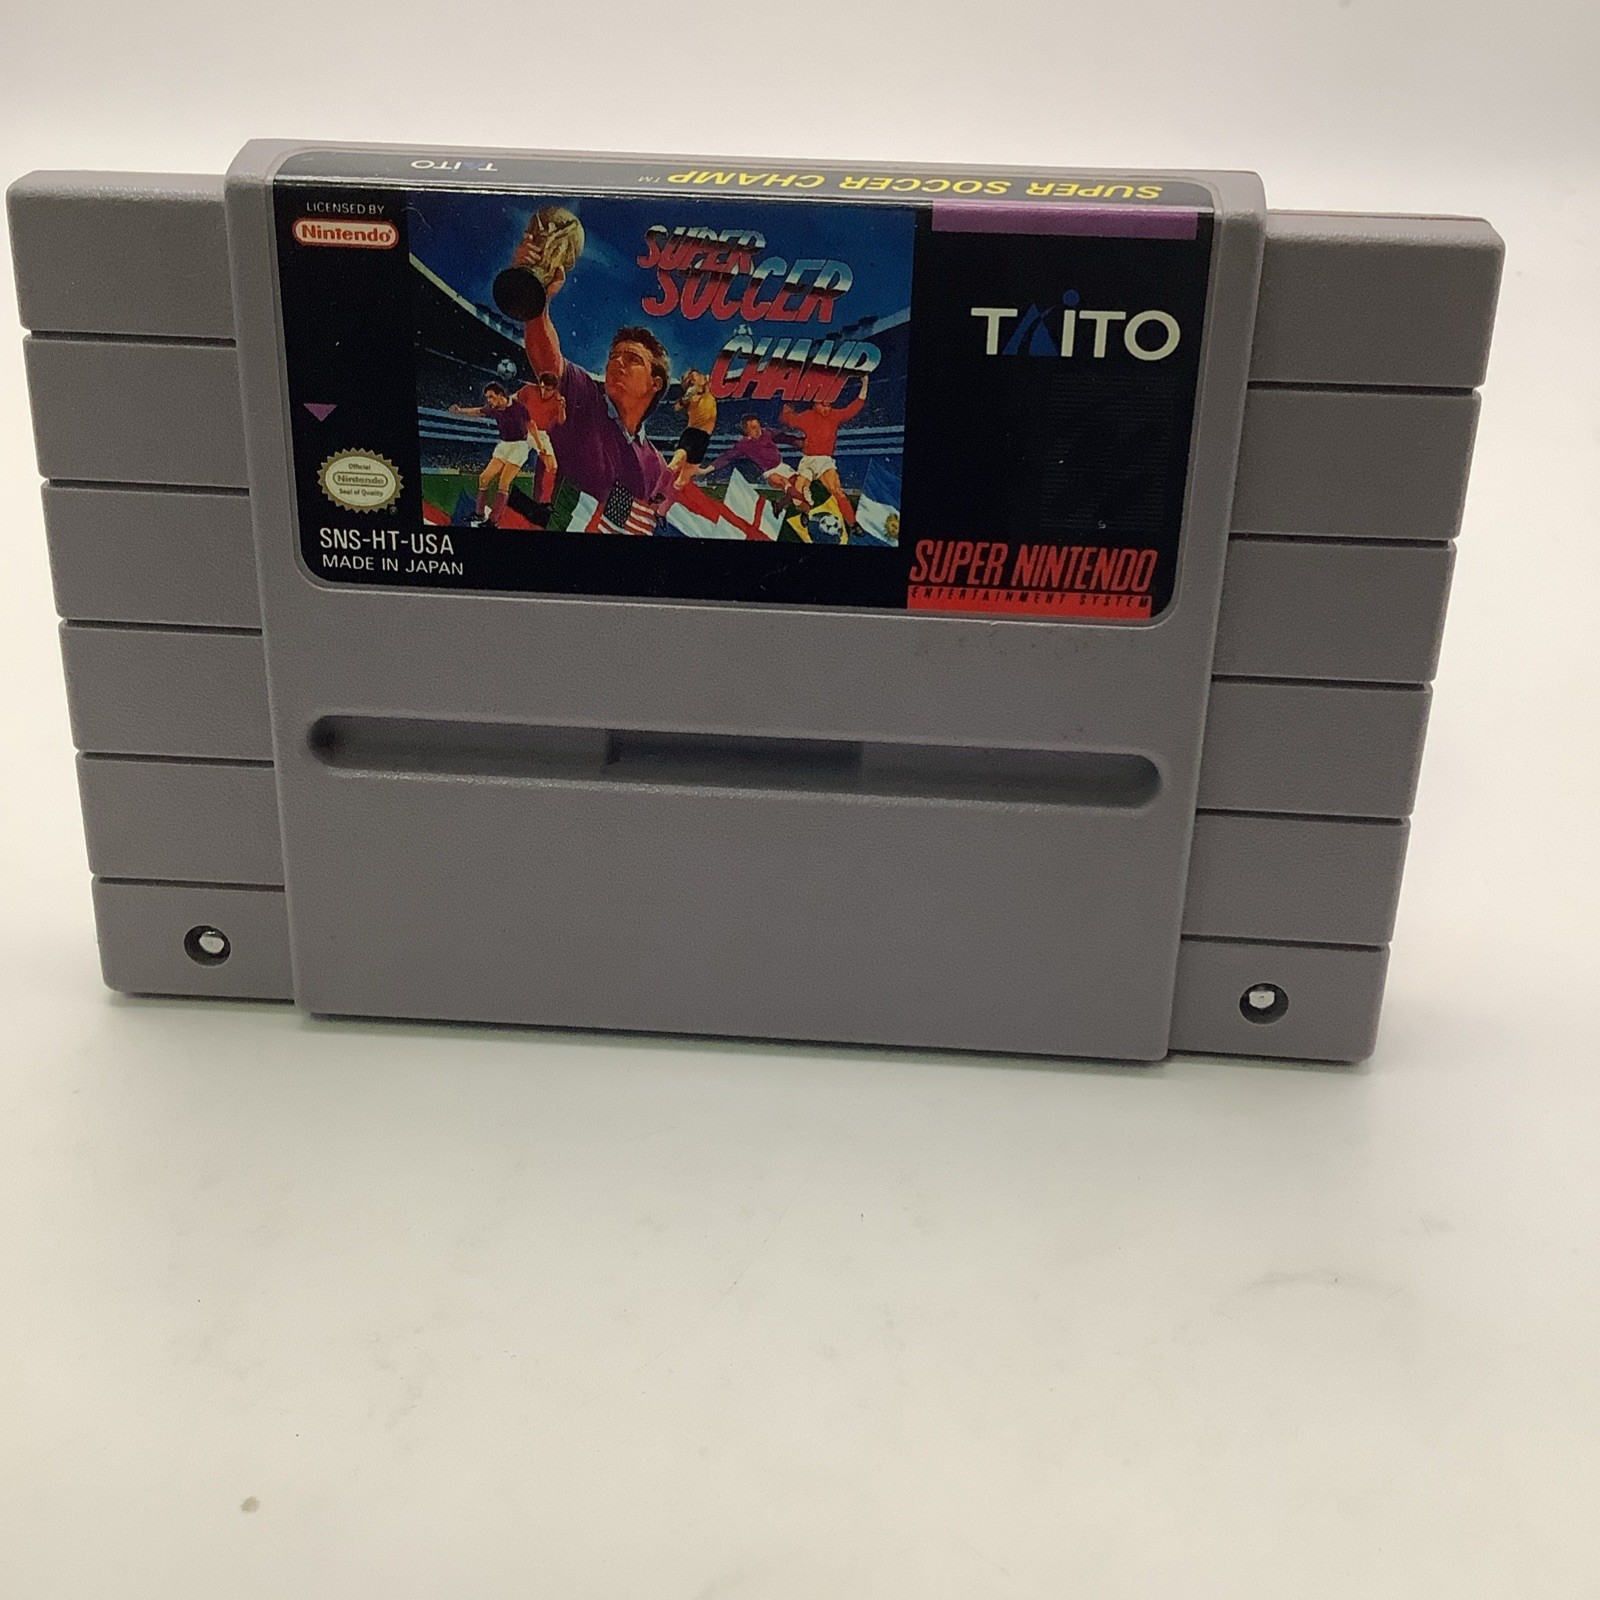 SUPER SOCCER CHAMP™
TAITO
LICENSED BY
Nintendo®
SUPER
SOCCER
CHAMP
TAITO
Official
Nintendo
Seal of Quality
®
SNS-HT-USA
MADE IN JAPAN
SUPER NINTENDO
ENTERTAINMENT SYSTEM